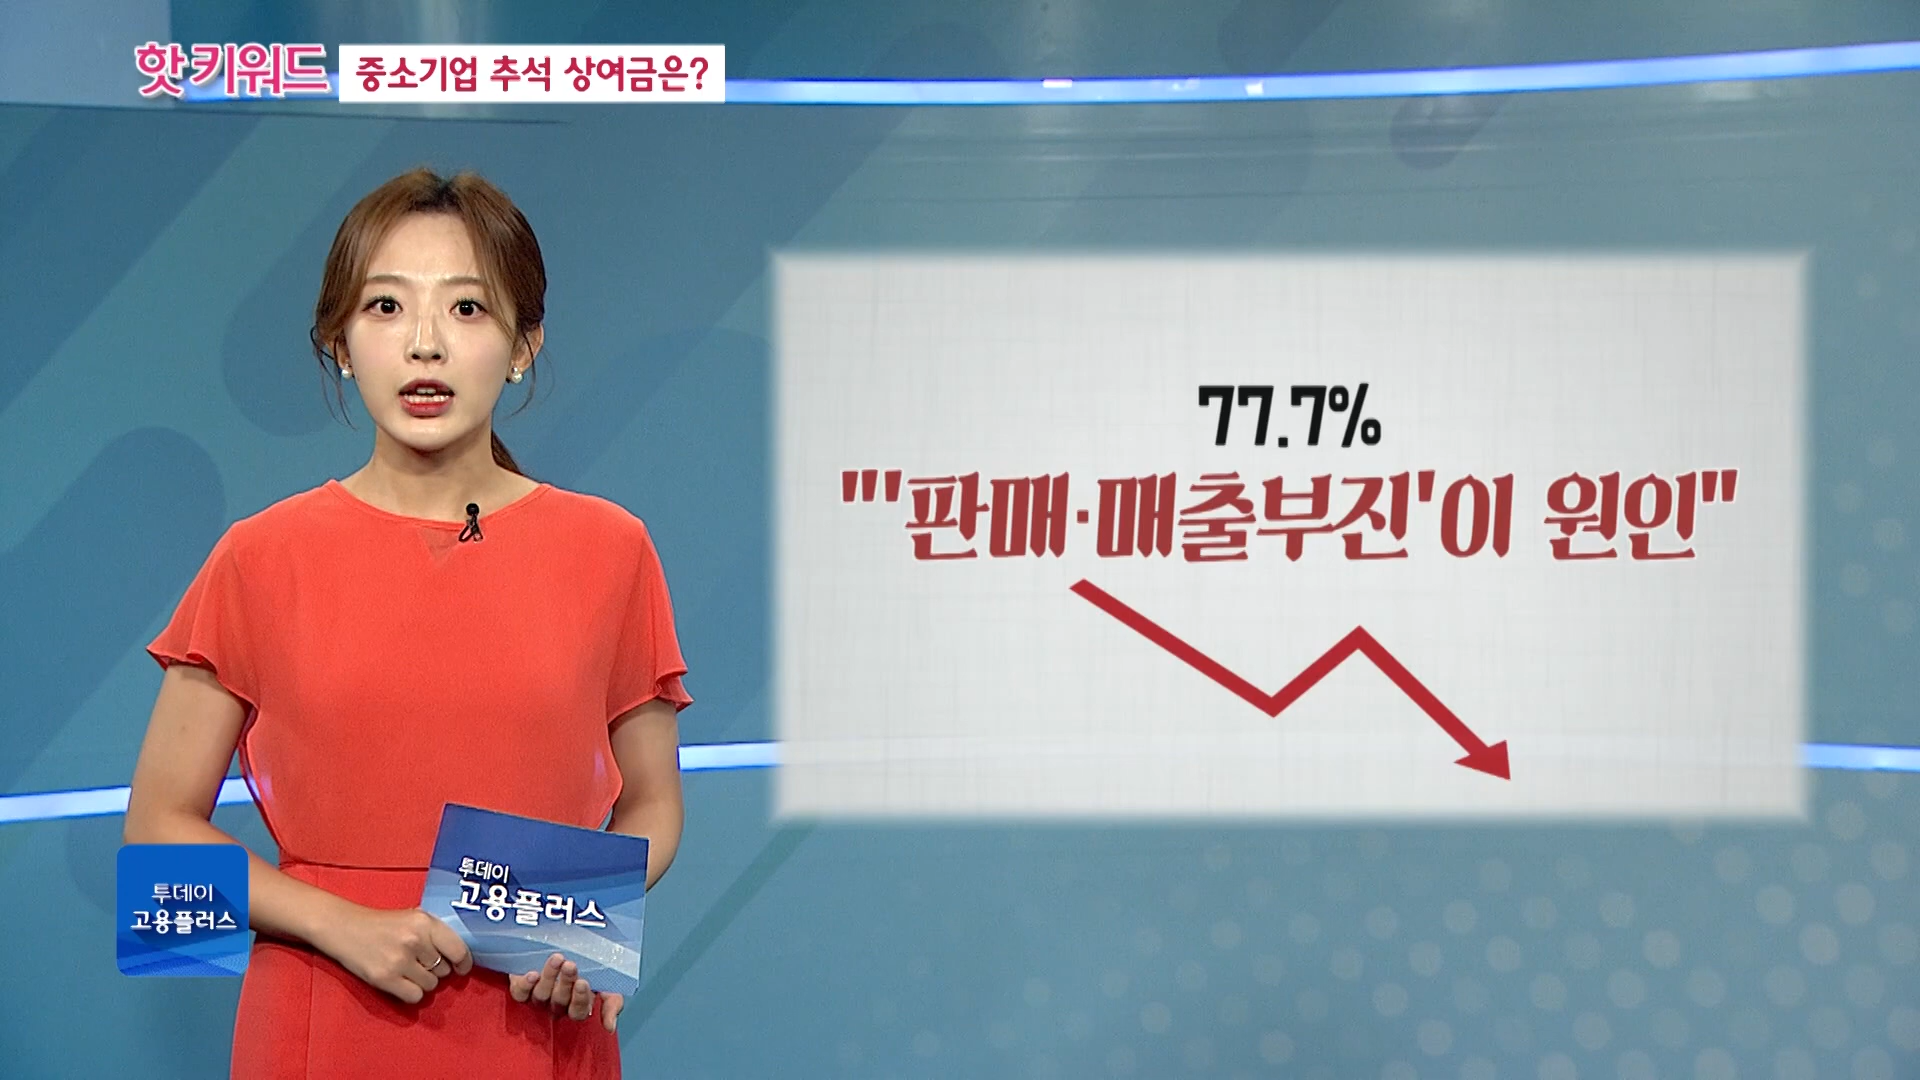 핫키워드 중소기업 추석 상여금은?
77.7%
"'판매·매출부진'이 원인"
투데이
고용플러스
투데이
고용플러스